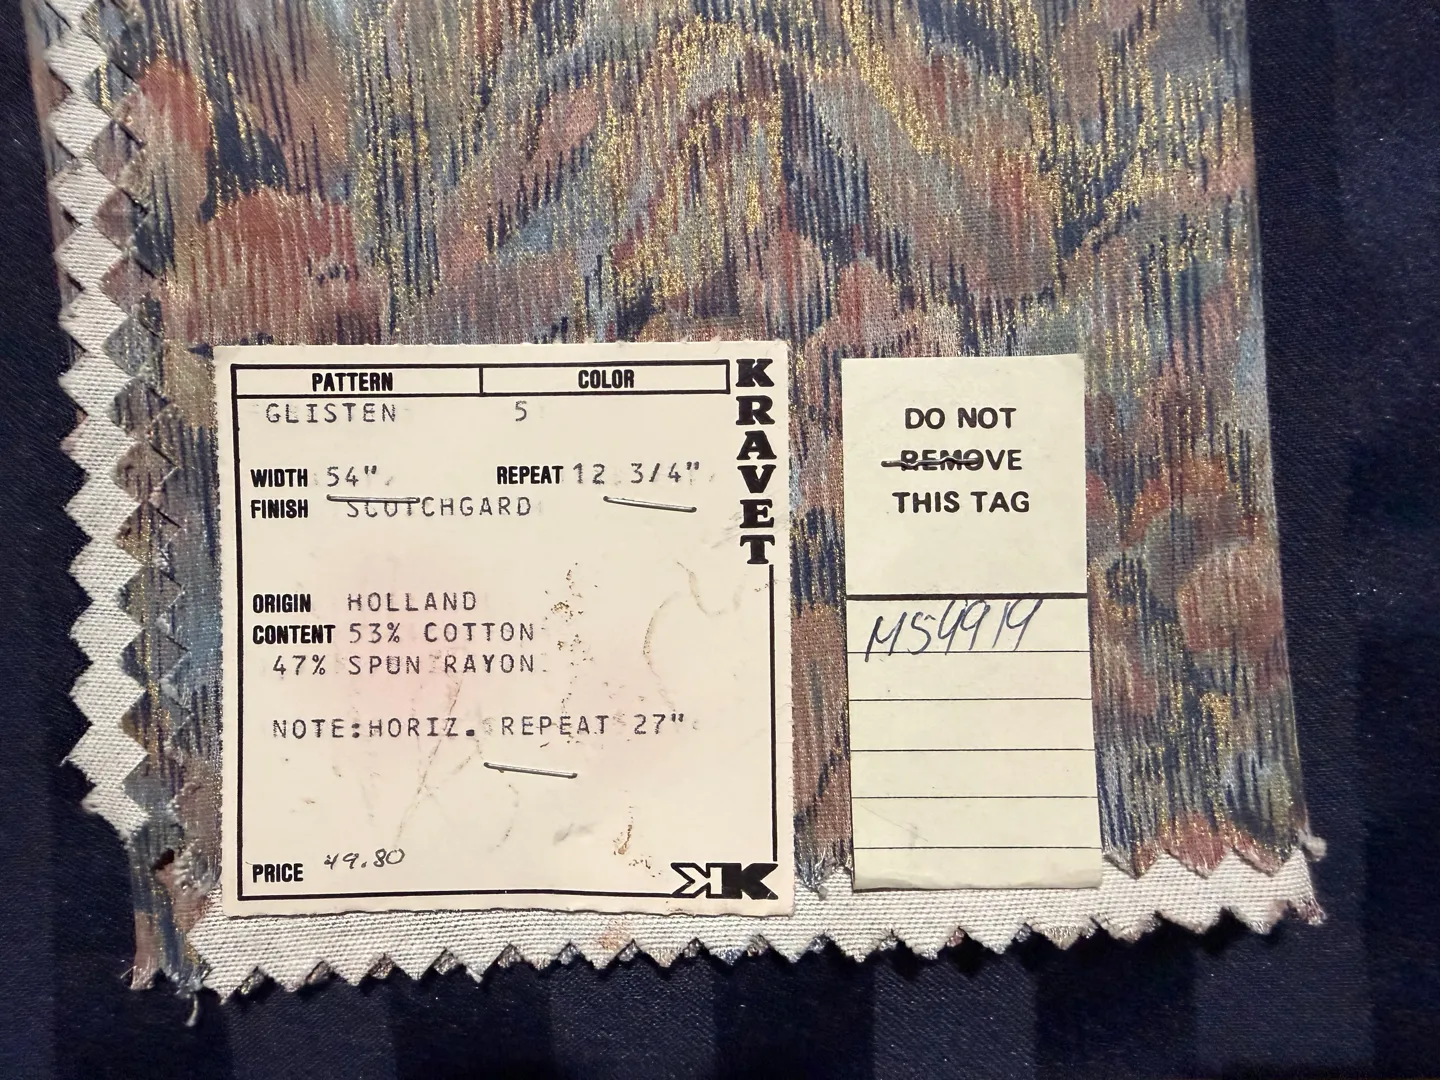 PATTERN COLOR
GLISTEN 5
WIDTH 54" REPEAT 12 3/4"
FINISH SCOTCHGARD
ORIGIN HOLLAND
CONTENT 53% COTTON
47% SPUN RAYON
NOTE:HORIZ. REPEAT 27"
PRICE 49.80
KRAVET
KK
DO NOT
REMOVE
THIS TAG